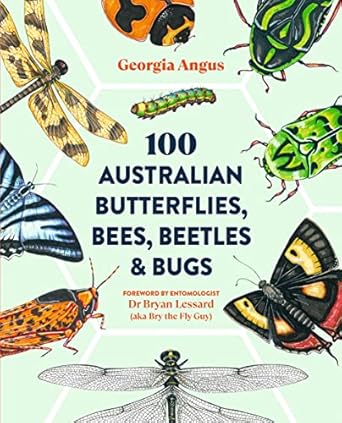 Georgia Angus
100
AUSTRALIAN
BUTTERFLIES,
BEES, BEETLES
& BUGS
FOREWORD BY ENTOMOLOGIST
Dr Bryan Lessard
(aka Bry the Fly Guy)